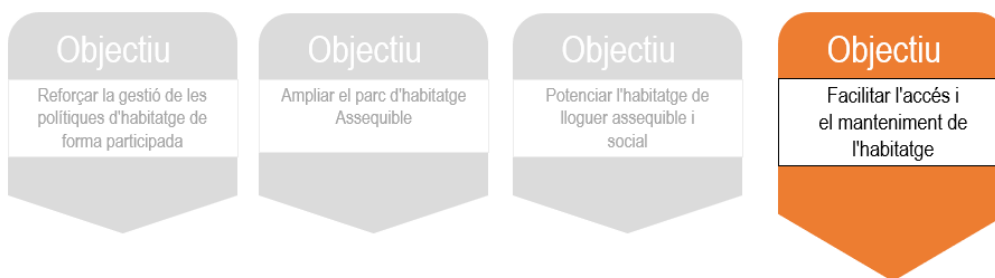 Objectiu
Reforçar la gestió de les
polítiques d'habitatge de
forma participada
Objectiu
Ampliar el parc d'habitatge
Assequible
Objectiu
Potenciar l'habitatge de
lloguer assequible i
social
Objectiu
Facilitar l'accés i
el manteniment de
l'habitatge